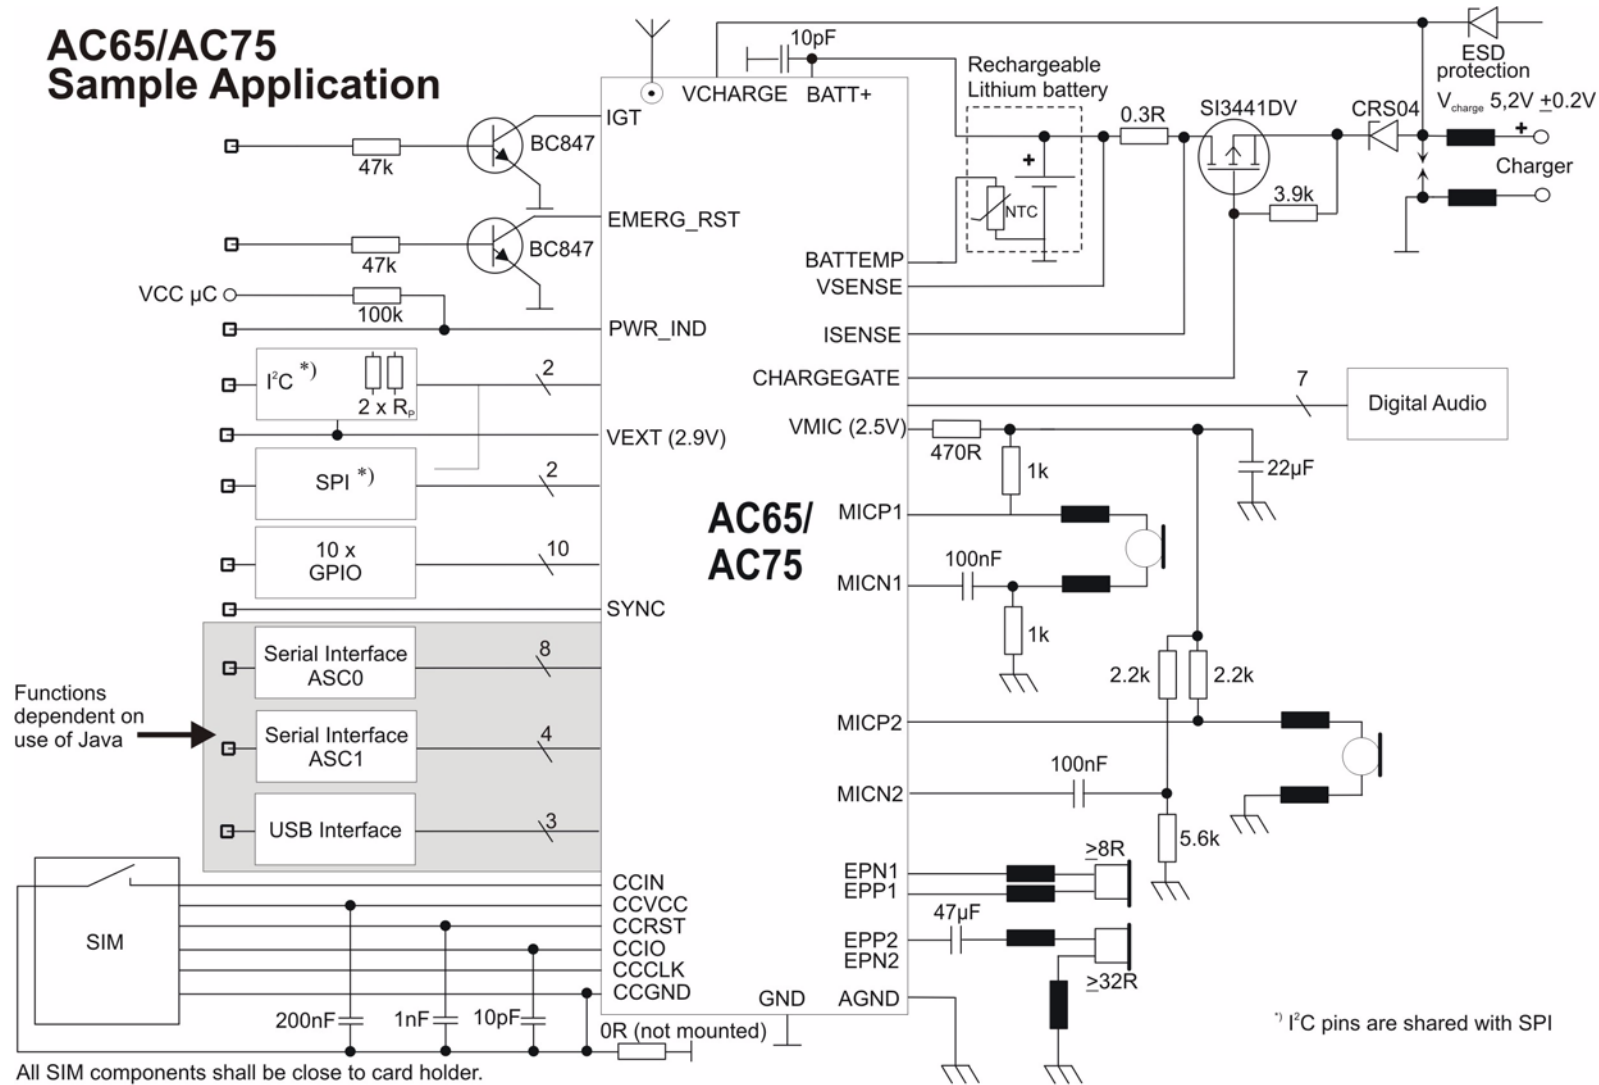 AC65/AC75
Sample Application
10pF
VCHARGE BATT+
Rechargeable
Lithium battery
ESD
protection
Vcharge 5,2V ±0.2V
0.3R
SI3441DV
CRS04
+
Charger
IGT
BC847
47k
+
NTC
3.9k
EMERG_RST
BC847
47k
BATTEMP
VSENSE
VCC µC
100k
PWR_IND
ISENSE
I²C *)
2 x RP
2
CHARGEGATE
7
Digital Audio
VEXT (2.9V)
VMIC (2.5V)
470R
1k
22µF
SPI *)
2
AC65/
AC75
MICP1
10 x
GPIO
10
100nF
MICN1
SYNC
1k
Serial Interface
ASC0
8
2.2k
2.2k
Functions
dependent on
use of Java
Serial Interface
ASC1
4
MICP2
100nF
MICN2
USB Interface
3
5.6k
≥8R
EPN1
EPP1
CCIN
CCVCC
CCRST
CCIO
CCCLK
CCGND
SIM
47µF
EPP2
EPN2
≥32R
GND
AGND
200nF
1nF
10pF
0R (not mounted)
*) I²C pins are shared with SPI
All SIM components shall be close to card holder.